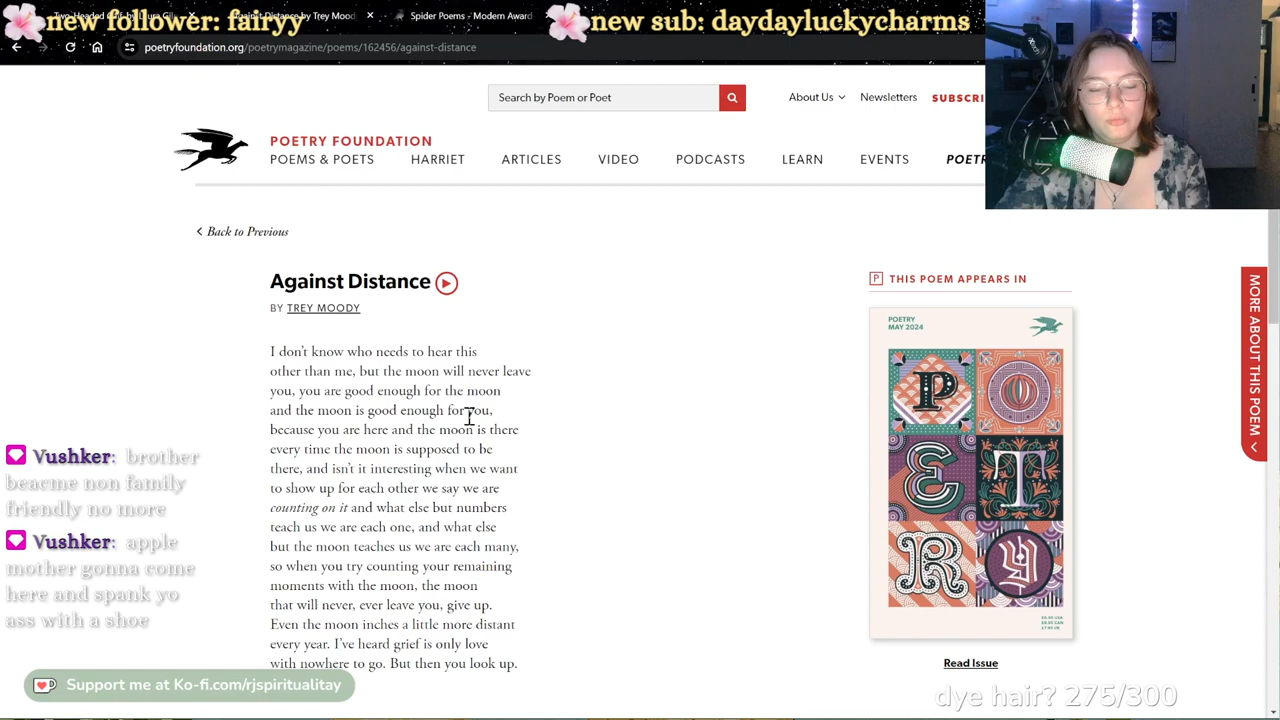 new follower: fairyy
new sub: daydayluckycharms
Against Distance by Trey Mood
Spider Poems - Modern Award
poetryfoundation.org/poetrymagazine/poems/162456/against-distance
Search by Poem or Poet
About Us
Newsletters
SUBSCRI
POETRY FOUNDATION
POEMS & POETS
HARRIET
ARTICLES
VIDEO
PODCASTS
LEARN
EVENTS
POETR
Back to Previous
Against Distance
BY TREY MOODY
I don't know who needs to hear this
other than me, but the moon will never leave
you, you are good enough for the moon
and the moon is good enough for you,
because you are here and the moon is there
every time the moon is supposed to be
there, and isn't it interesting when we want
to show up for each other we say we are
counting on it and what else but numbers
teach us we are each one, and what else
but the moon teaches us we are each many,
so when you try counting your remaining
moments with the moon, the moon
that will never, ever leave you, give up.
Even the moon inches a little more distant
every year. I've heard grief is only love
with nowhere to go. But then you look up.
P THIS POEM APPEARS IN
POETRY
MAY 2024
P
O
E
T
R
Y
Read Issue
MORE ABOUT THIS POEM
Vushker: brother
beacme non family
friendly no more
Vushker: apple
mother gonna come
here and spank yo
ass with a shoe
Support me at Ko-fi.com/rjspiritualitay
dye hair? 275/300